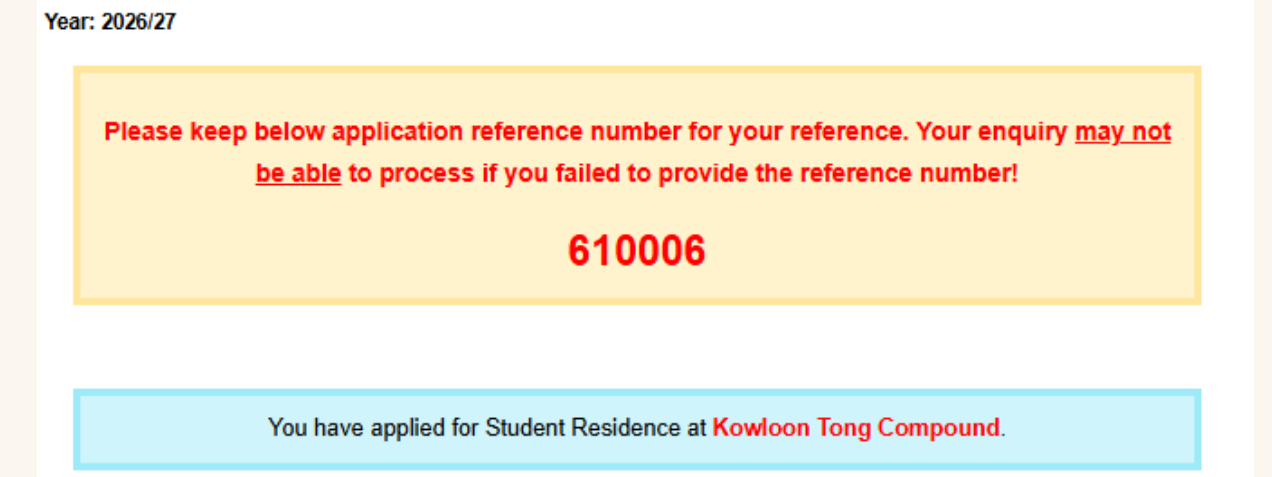 Year: 2026/27
Please keep below application reference number for your reference. Your enquiry may not
be able to process if you failed to provide the reference number!
610006
You have applied for Student Residence at Kowloon Tong Compound.